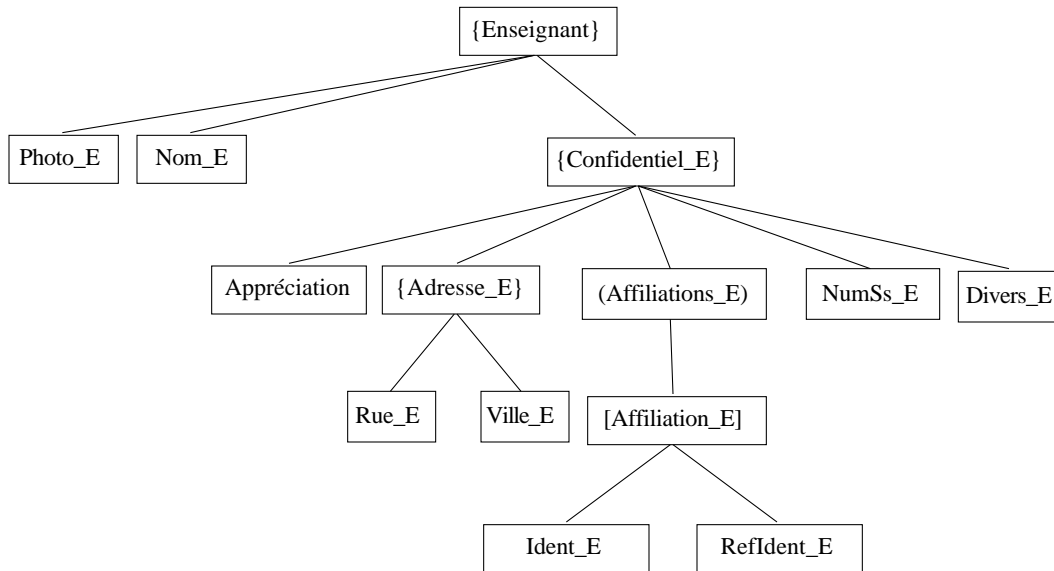 {Enseignant}
Photo_E
Nom_E
{Confidentiel_E}
Appréciation
{Adresse_E}
(Affiliations_E)
NumSs_E
Divers_E
Rue_E
Ville_E
[Affiliation_E]
Ident_E
RefIdent_E